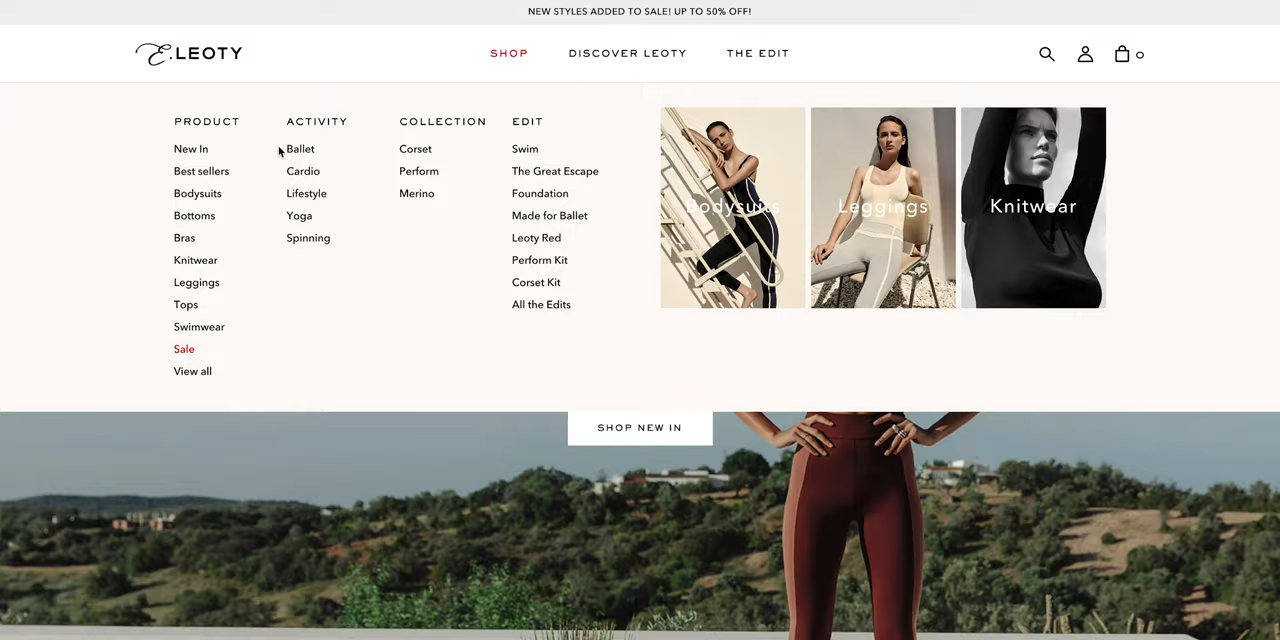 NEW STYLES ADDED TO SALE! UP TO 50% OFF!
E.LEOTY
SHOP
DISCOVER LEOTY
THE EDIT
0
PRODUCT
New In
Best sellers
Bodysuits
Bottoms
Bras
Knitwear
Leggings
Tops
Swimwear
Sale
View all
ACTIVITY
Ballet
Cardio
Lifestyle
Yoga
Spinning
COLLECTION
Corset
Perform
Merino
EDIT
Swim
The Great Escape
Foundation
Made for Ballet
Leoty Red
Perform Kit
Corset Kit
All the Edits
Bodysuits
Leggings
Knitwear
SHOP NEW IN